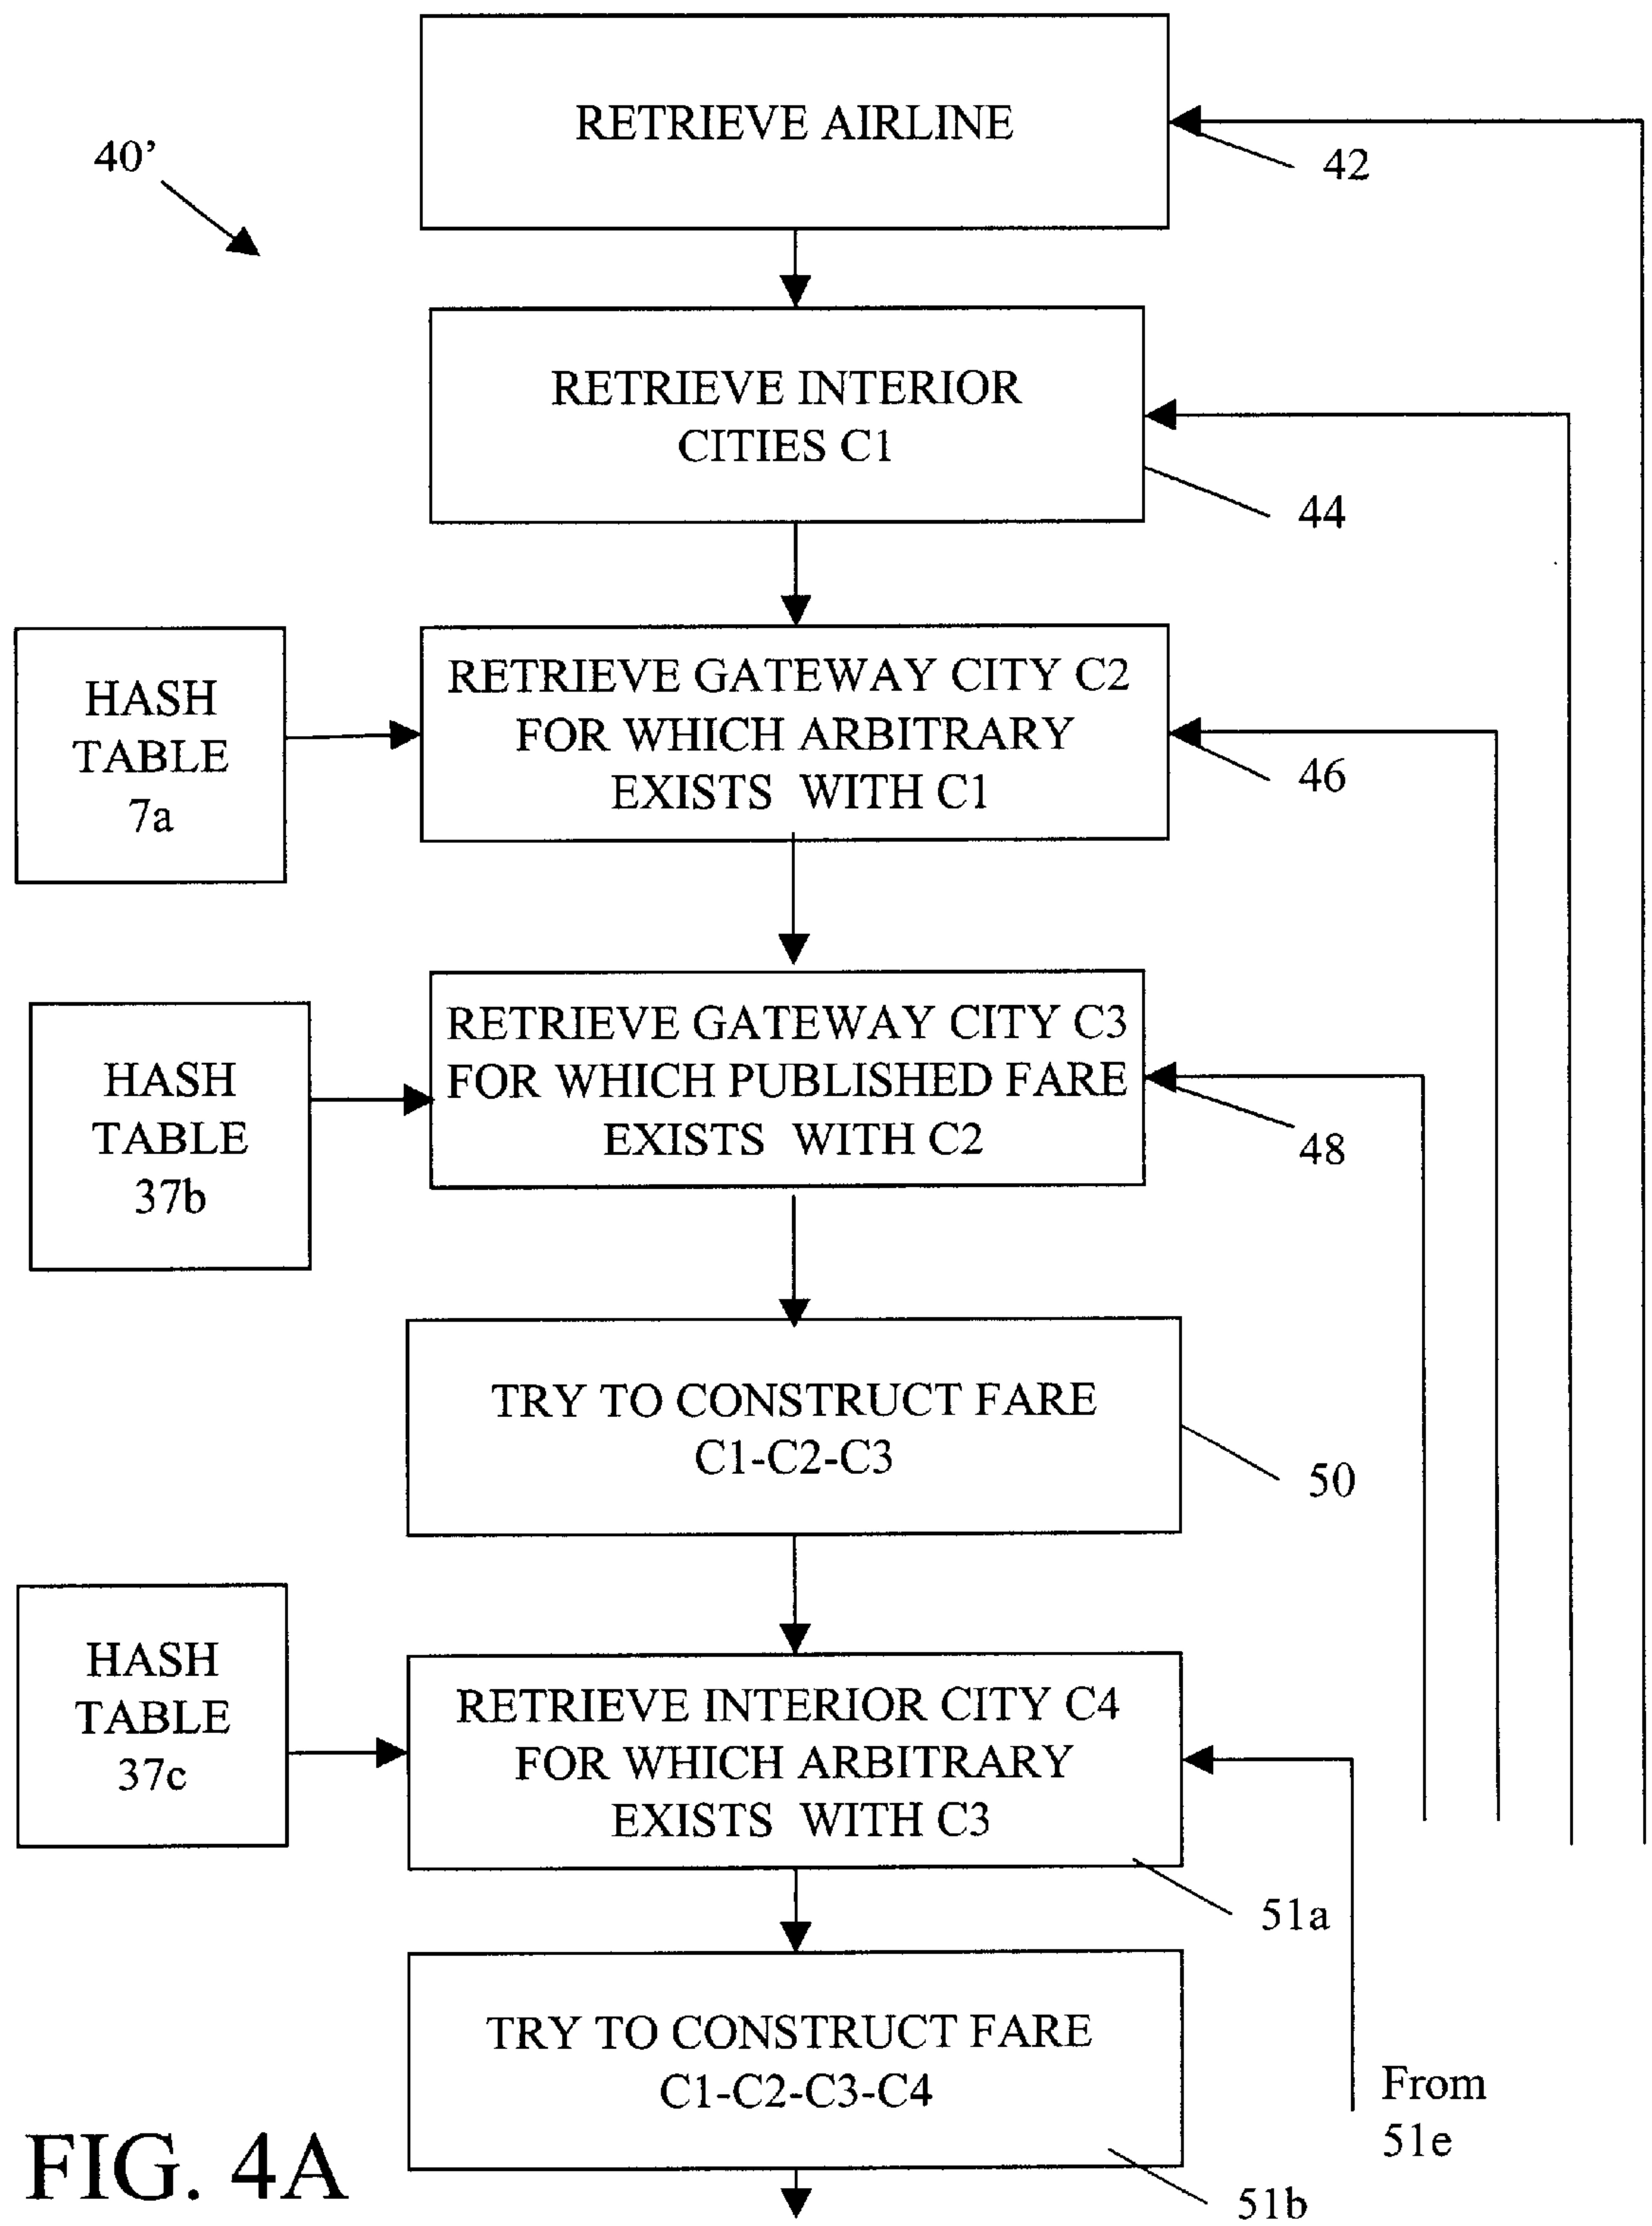 RETRIEVE AIRLINE
40’
42
RETRIEVE INTERIOR
CITIES C1
44
HASH
TABLE
7a
RETRIEVE GATEWAY CITY C2
FOR WHICH ARBITRARY
EXISTS WITH C1
46
HASH
TABLE
37b
RETRIEVE GATEWAY CITY C3
FOR WHICH PUBLISHED FARE
EXISTS WITH C2
48
TRY TO CONSTRUCT FARE
C1-C2-C3
50
HASH
TABLE
37c
RETRIEVE INTERIOR CITY C4
FOR WHICH ARBITRARY
EXISTS WITH C3
51a
TRY TO CONSTRUCT FARE
C1-C2-C3-C4
From
51e
51b
FIG. 4A